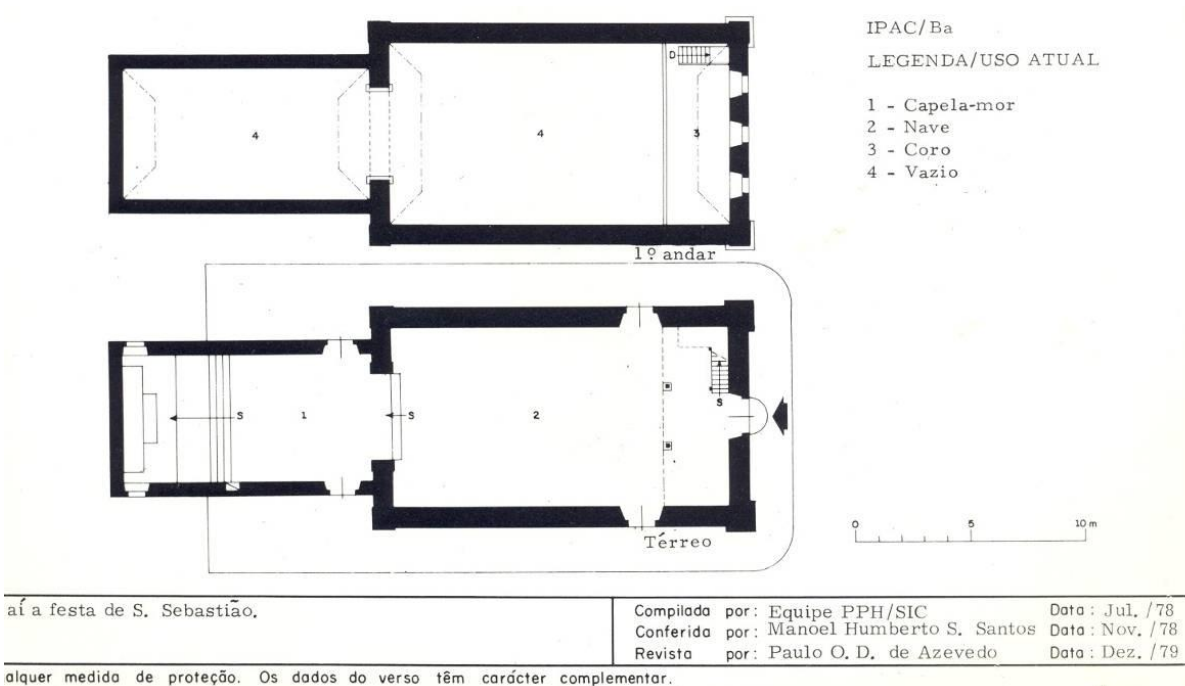 IPAC/Ba
LEGENDA/USO ATUAL
1 - Capela-mor
2 - Nave
3 - Coro
4 - Vazio
D
4
4
3
1º andar
S
1
S
2
S
Térreo
0 5 10 m
aí a festa de S. Sebastião.
Compilada por: Equipe PPH/SIC Data: Jul. /78
Conferida por: Manoel Humberto S. Santos Data: Nov. /78
Revista por: Paulo O. D. de Azevedo Data: Dez. /79
alquer medida de proteção. Os dados do verso têm carácter complementar.